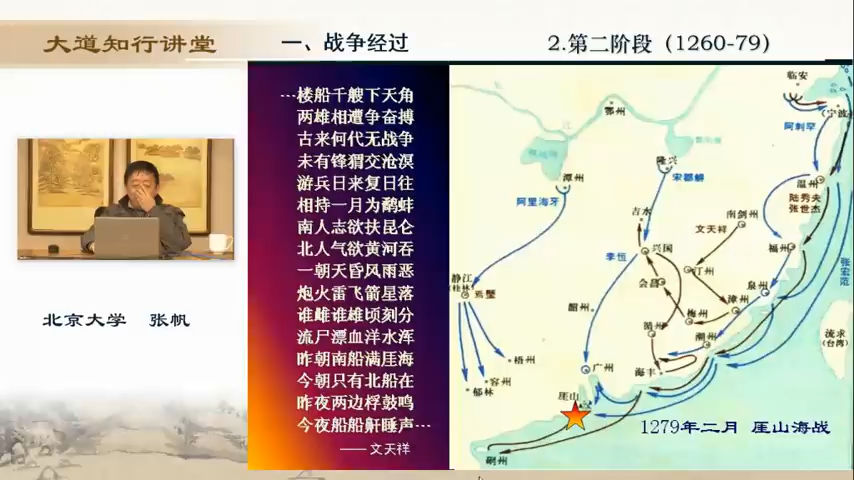 大道知行讲堂
一、战争经过
2.第二阶段（1260-79）
…楼船千艘下天角
两雄相遭争奋搏
古来何代无战争
未有锋猬交沧溟
游兵日来复日往
相持一月为鹬蚌
南人志欲扶昆仑
北人气欲黄河吞
一朝天昏风雨恶
炮火雷飞箭星落
谁雌谁雄顷刻分
流尸漂血洋水浑
昨朝南船满厓海
今朝只有北船在
昨夜两边桴鼓鸣
今夜船船鼾睡声…
——文天祥
北京大学 张帆
临安
宁波
鄂州
阿剌罕
潭州
隆兴
宋都䚟
温州
陆秀夫
张世杰
阿里海牙
吉水
南剑州
文天祥
福州
李恒
兴国
汀州
张宏范
静江
(桂林)
会昌
泉州
韶州
漳州
梅州
循州
潮州
流求
(台湾)
梧州
广州
海丰
容州
郁林
厓山
1279年二月 厓山海战
硇州